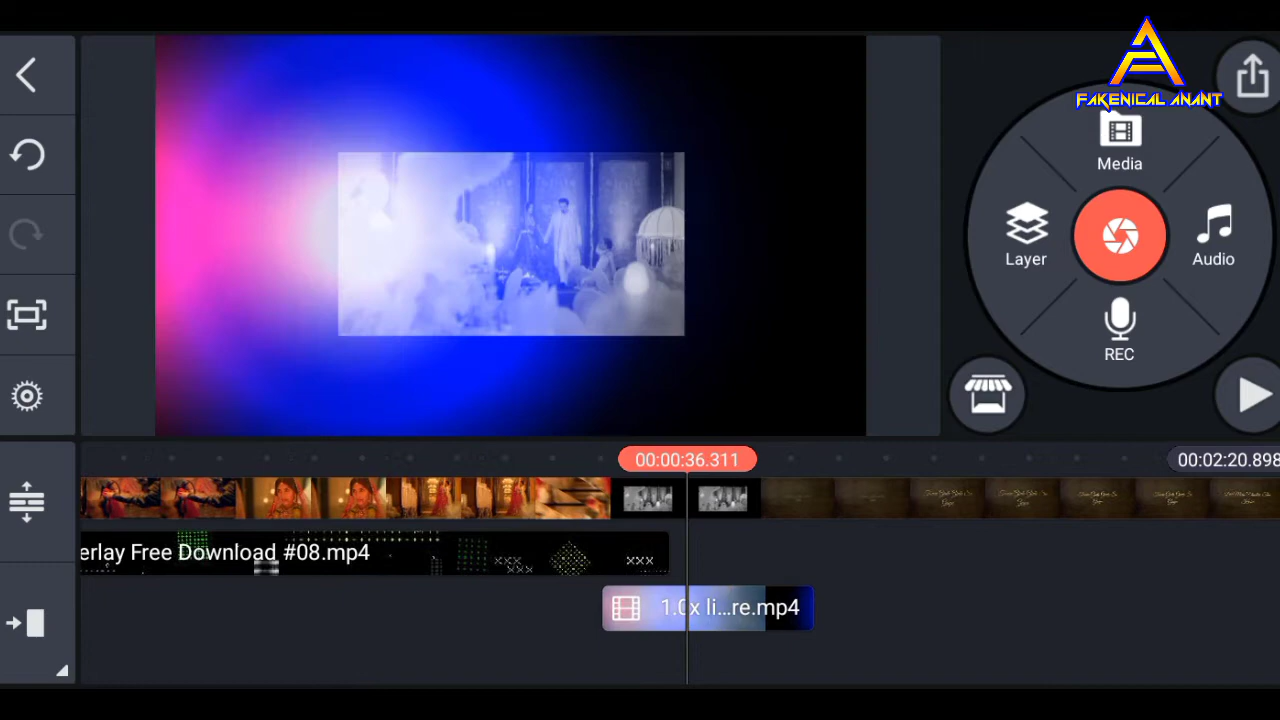 FAKENICAL ANANT
Media
Layer
Audio
REC
00:00:36.311
00:02:20.898
erlay Free Download #08.mp4
1.0x li...re.mp4